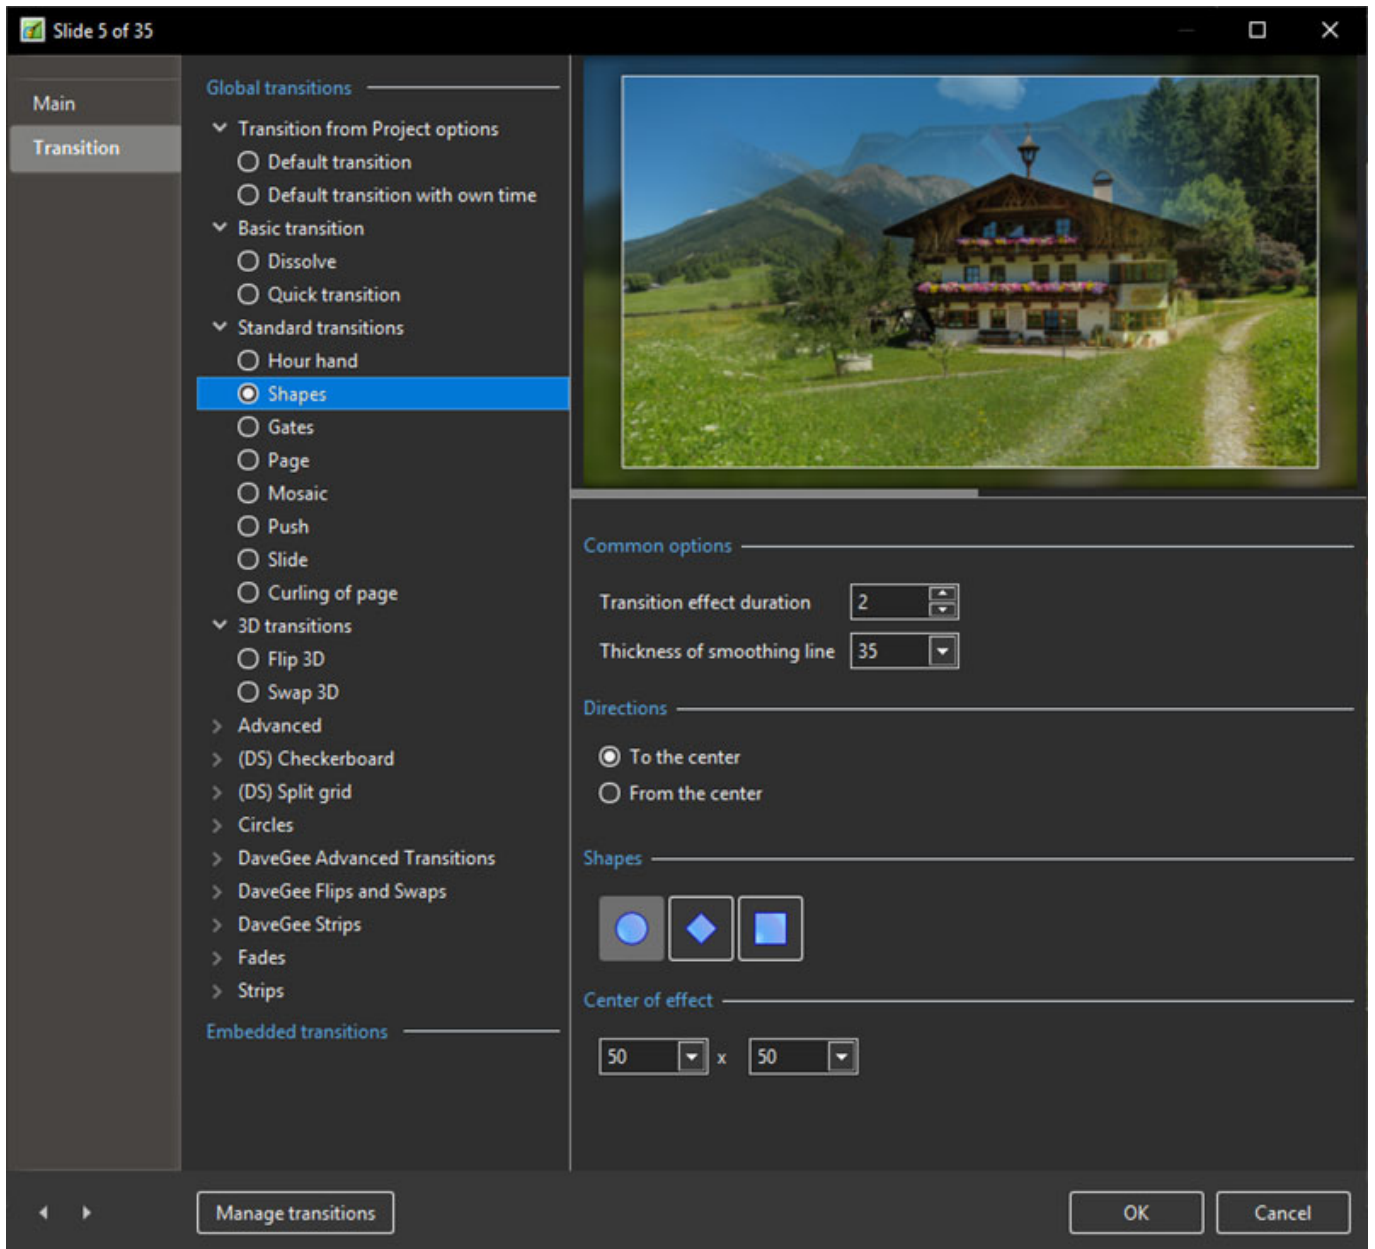 Slide 5 of 35
Main
Transition
Global transitions
Transition from Project options
Default transition
Default transition with own time
Basic transition
Dissolve
Quick transition
Standard transitions
Hour hand
Shapes
Gates
Page
Mosaic
Push
Slide
Curling of page
3D transitions
Flip 3D
Swap 3D
Advanced
(DS) Checkerboard
(DS) Split grid
Circles
DaveGee Advanced Transitions
DaveGee Flips and Swaps
DaveGee Strips
Fades
Strips
Embedded transitions
Common options
Transition effect duration 2
Thickness of smoothing line 35
Directions
To the center
From the center
Shapes
Center of effect
50 x 50
Manage transitions
OK
Cancel